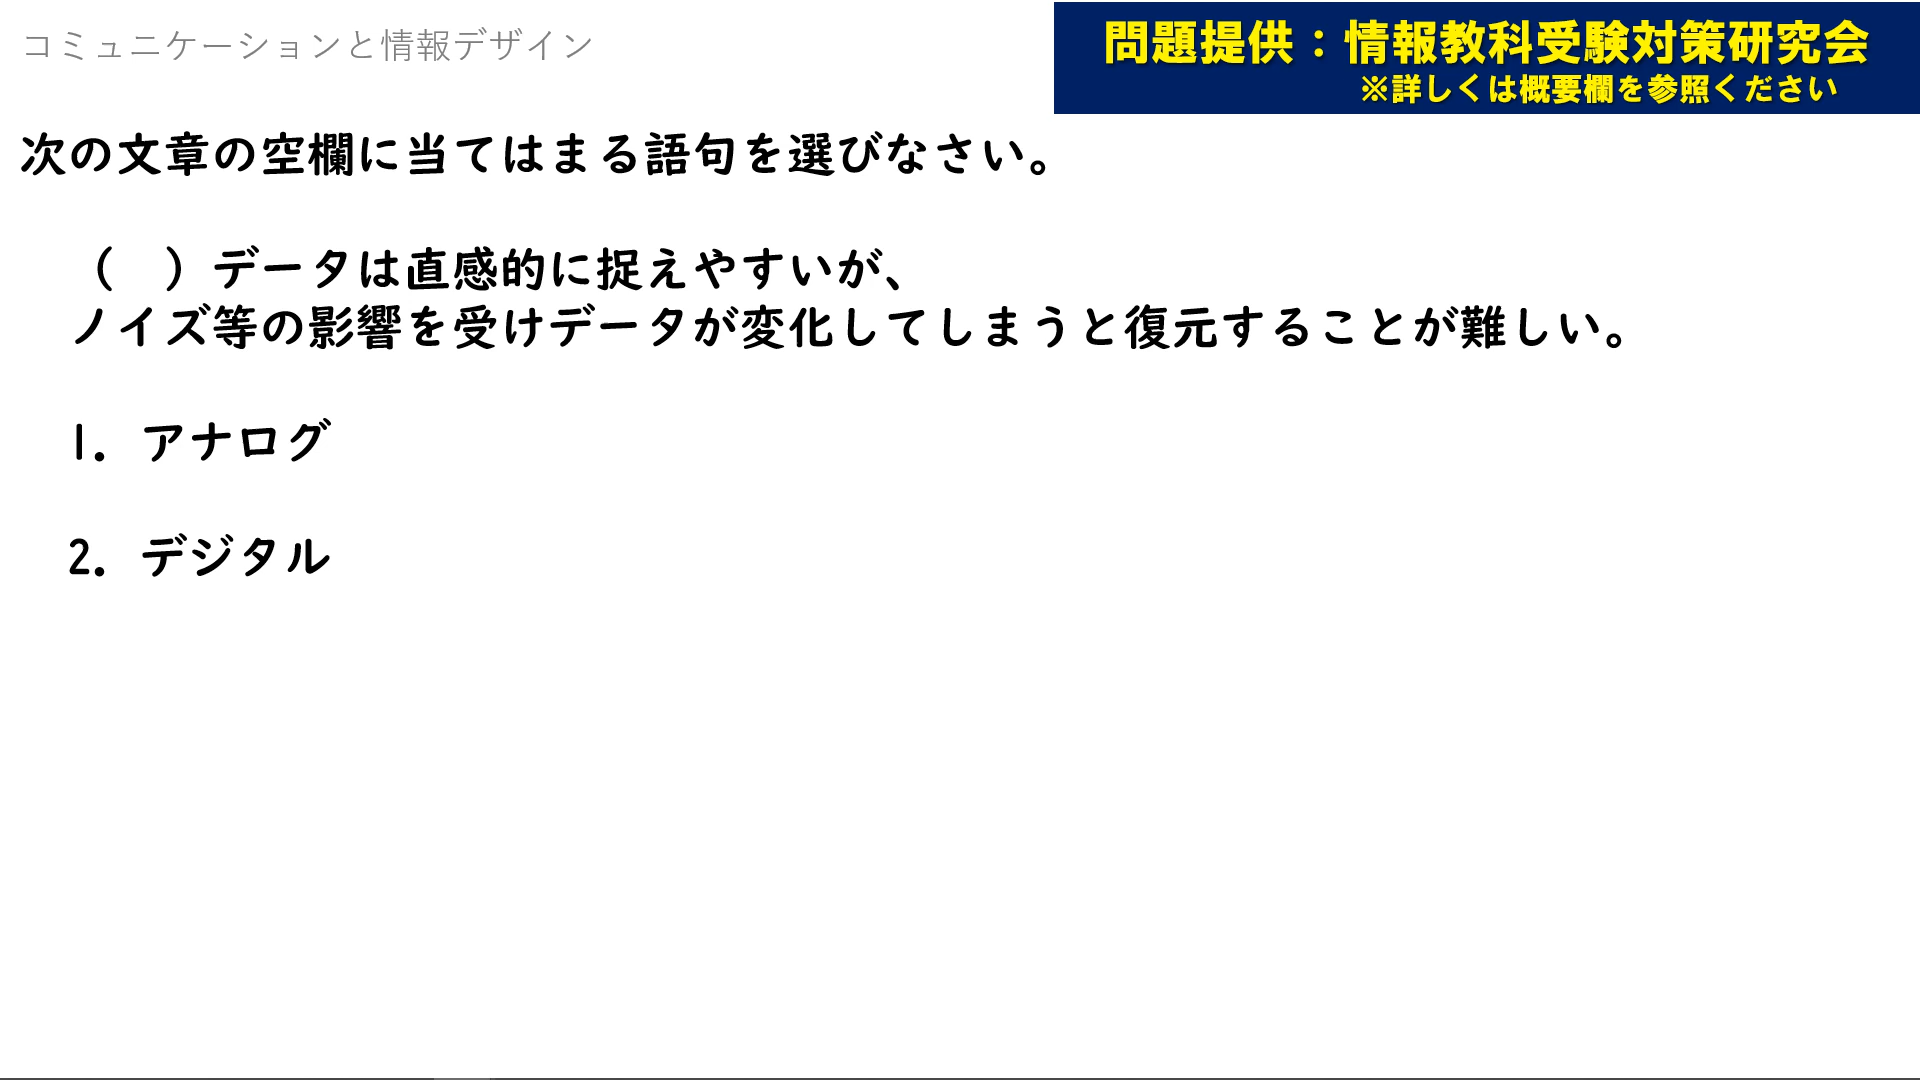 コミュニケーションと情報デザイン
問題提供：情報教科受験対策研究会
※詳しくは概要欄を参照ください
次の文章の空欄に当てはまる語句を選びなさい。
（　）データは直感的に捉えやすいが、
ノイズ等の影響を受けデータが変化してしまうと復元することが難しい。
1. アナログ
2. デジタル